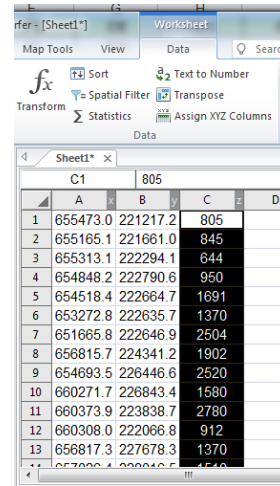 rfer - [Sheet1*] Worksheet
Map Tools View Data Sear
fx Sort Text to Number
Transform Spatial Filter Transpose
Σ Statistics Assign XYZ Columns
Data
Sheet1* ×
C1 805
A x B y C z D
1 655473.0 221217.2 805
2 655165.1 221661.0 845
3 655313.1 222294.1 644
4 654848.2 222790.6 950
5 654518.4 222664.7 1691
6 653272.8 222635.7 1370
7 651665.8 222646.9 2504
8 656815.7 224341.2 1902
9 654693.5 226446.6 2520
10 660271.7 226843.4 1580
11 660373.9 223838.7 2780
12 660308.0 222066.8 912
13 656817.3 227678.3 1370